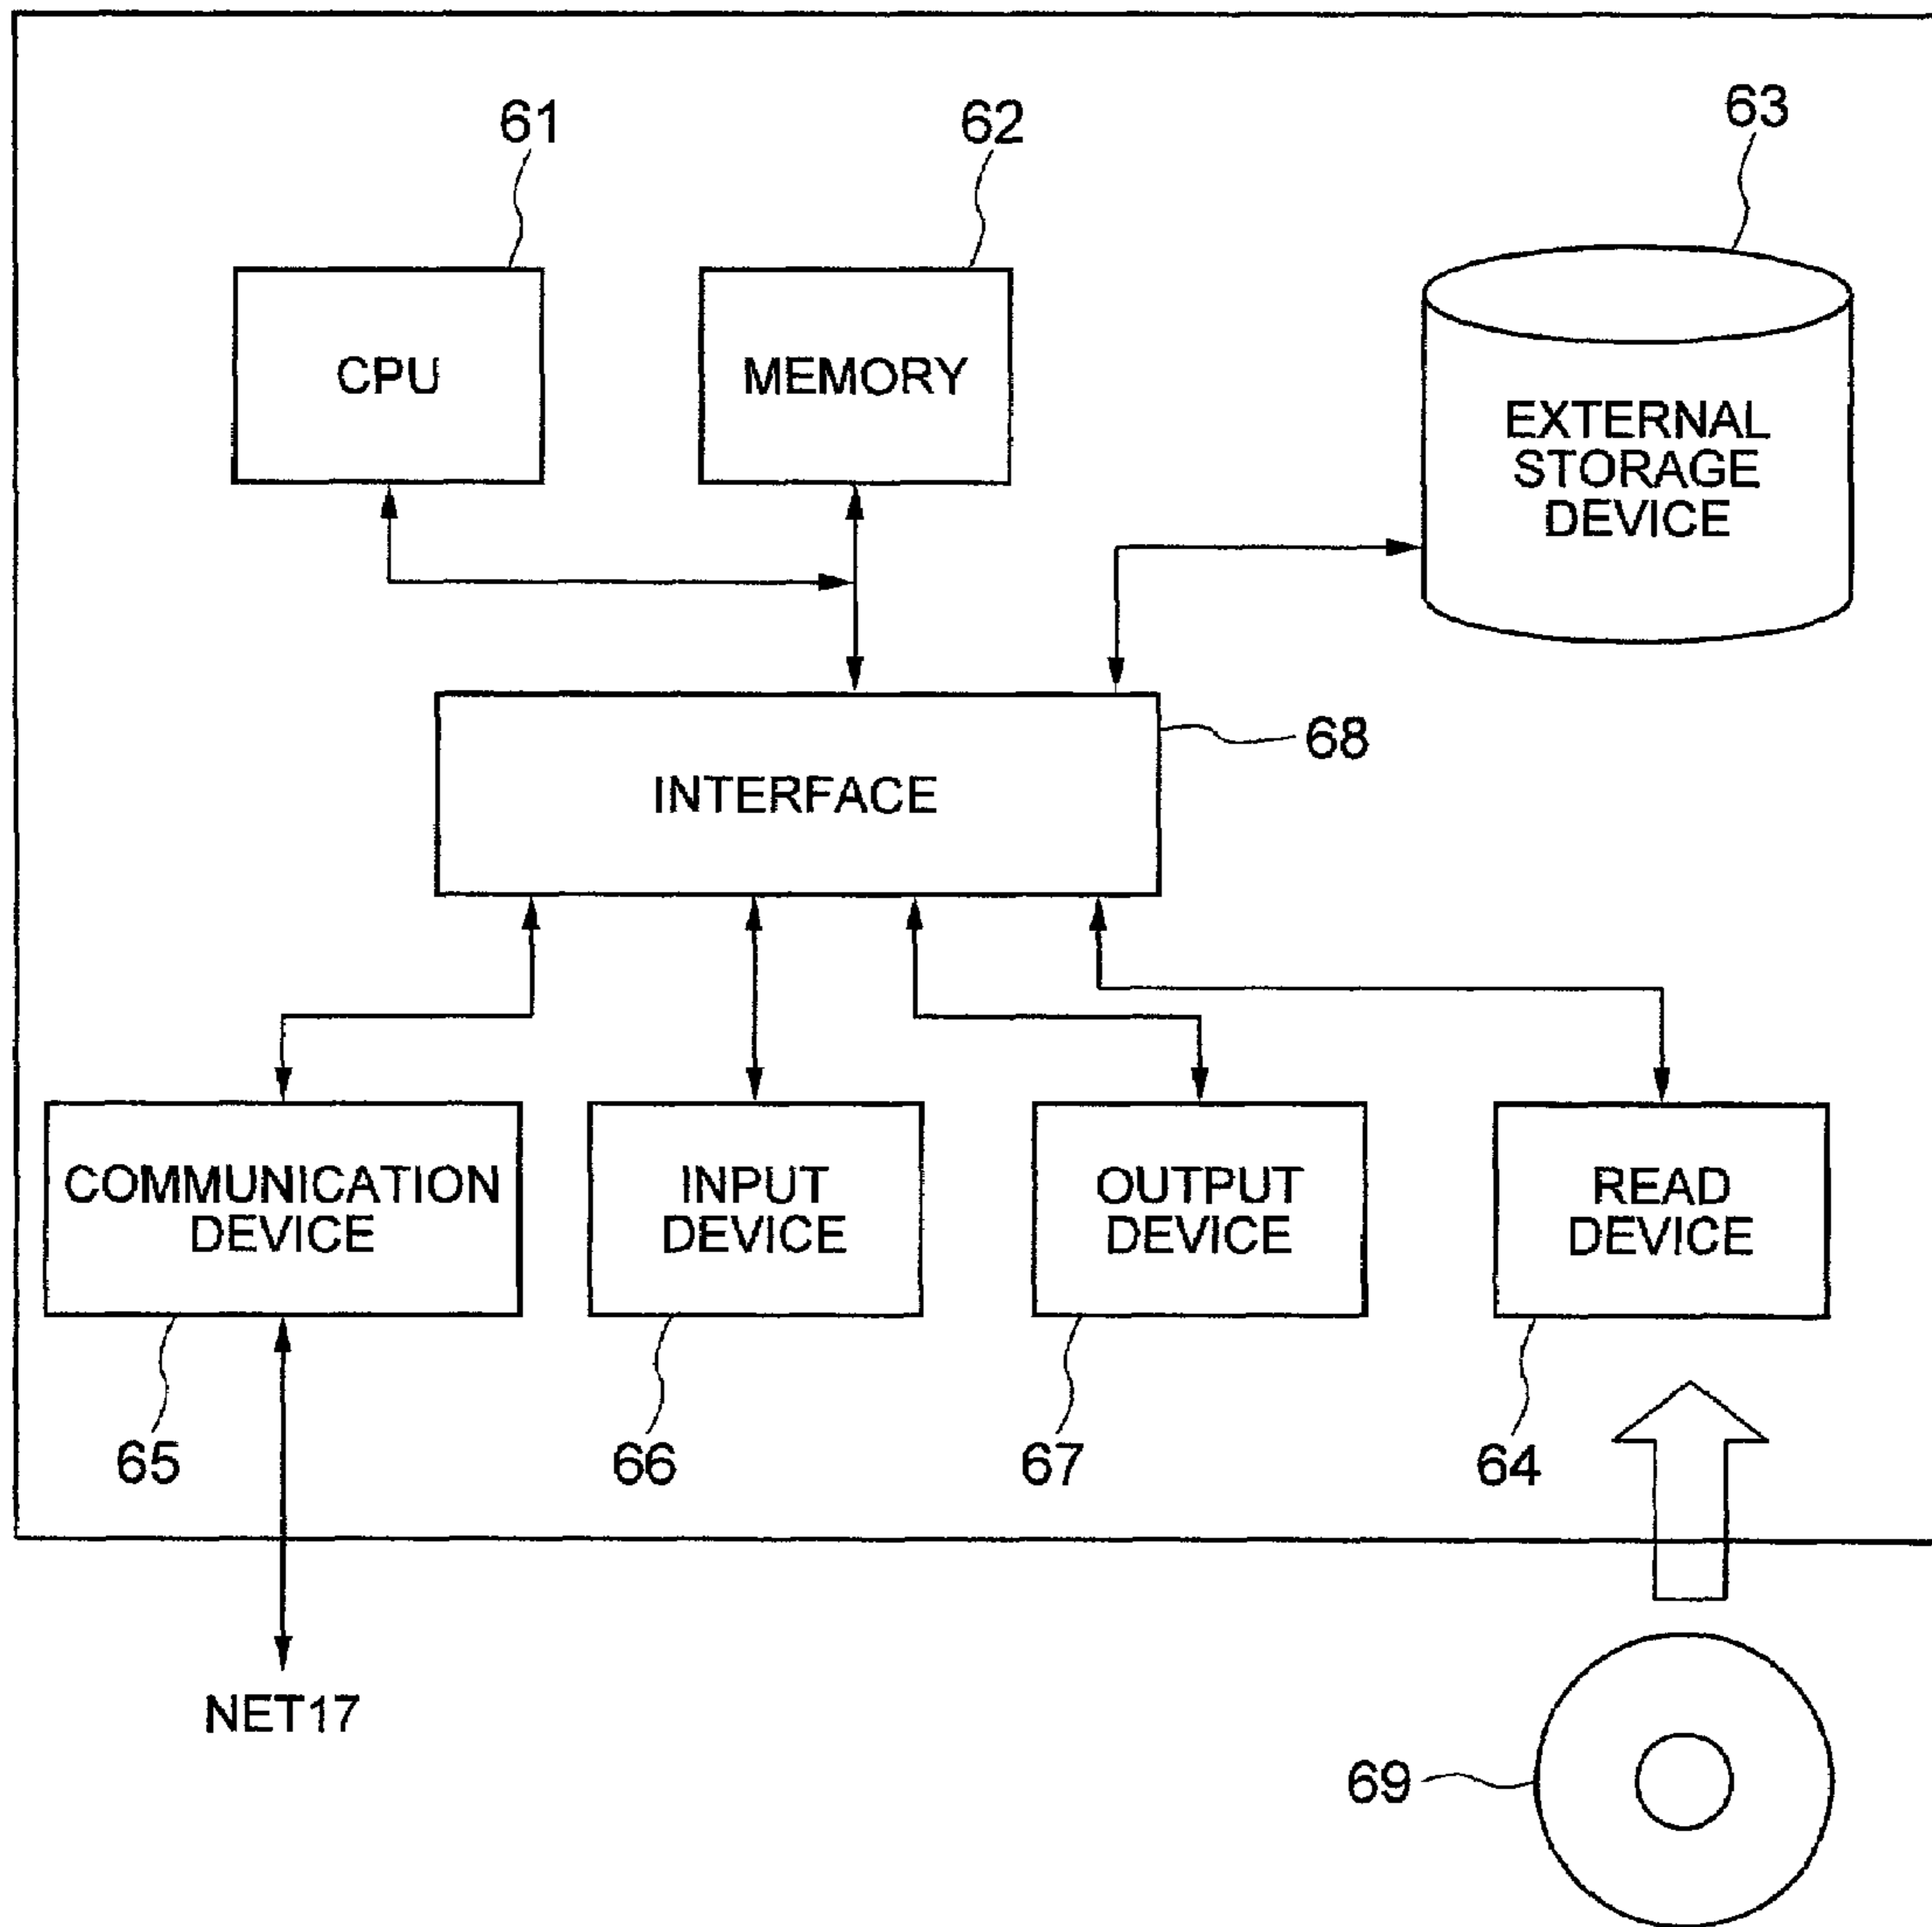 61
62
63
CPU
MEMORY
EXTERNAL
STORAGE
DEVICE
68
INTERFACE
COMMUNICATION
DEVICE
INPUT
DEVICE
OUTPUT
DEVICE
READ
DEVICE
65
66
67
64
NET17
69